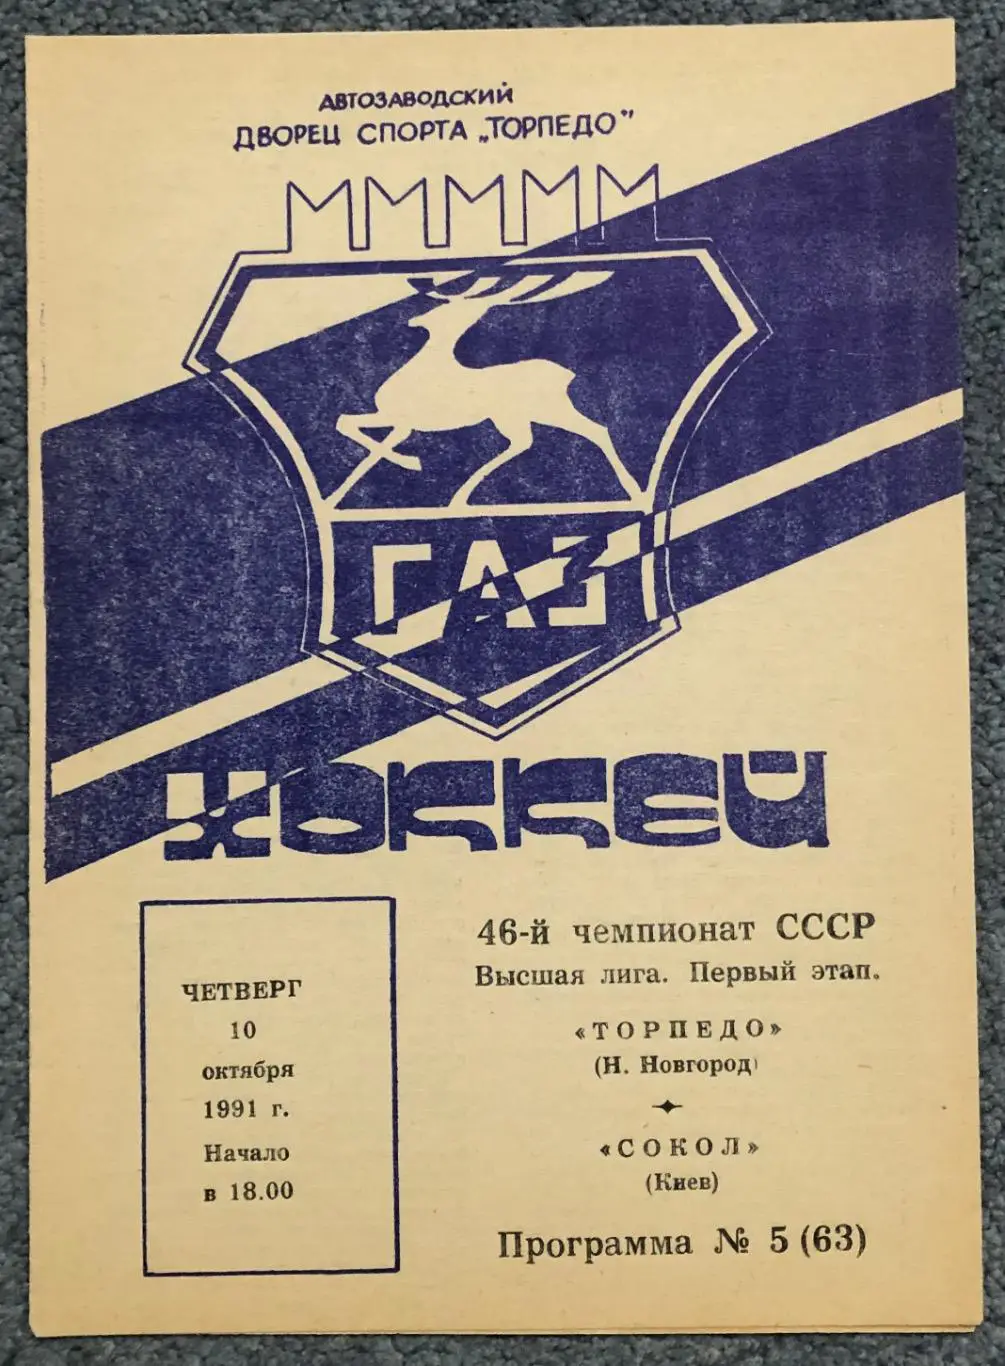 АВТОЗАВОДСКИЙ
ДВОРЕЦ СПОРТА „ТОРПЕДО"
ГАЗ
ХОККЕЙ
ЧЕТВЕРГ
10
октября
1991 г.
Начало
в 18.00
46-й чемпионат СССР
Высшая лига. Первый этап.
«ТОРПЕДО»
(Н. Новгород)
«СОКОЛ»
(Киев)
Программа № 5 (63)